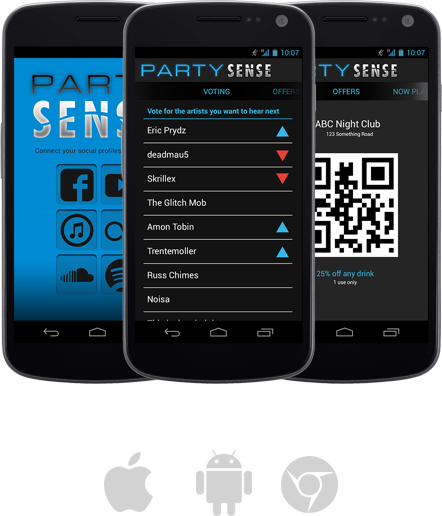 PARTY
SENSE
Connect your social profiles
10:07
PARTY SENSE
VOTING
OFFERS
Vote for the artists you want to hear next
Eric Prydz
deadmau5
Skrillex
The Glitch Mob
Amon Tobin
Trentemoller
Russ Chimes
Noisa
10:07
PARTY SENSE
OFFERS
NOW PLA
ABC Night Club
123 Something Road
25% off any drink
1 use only